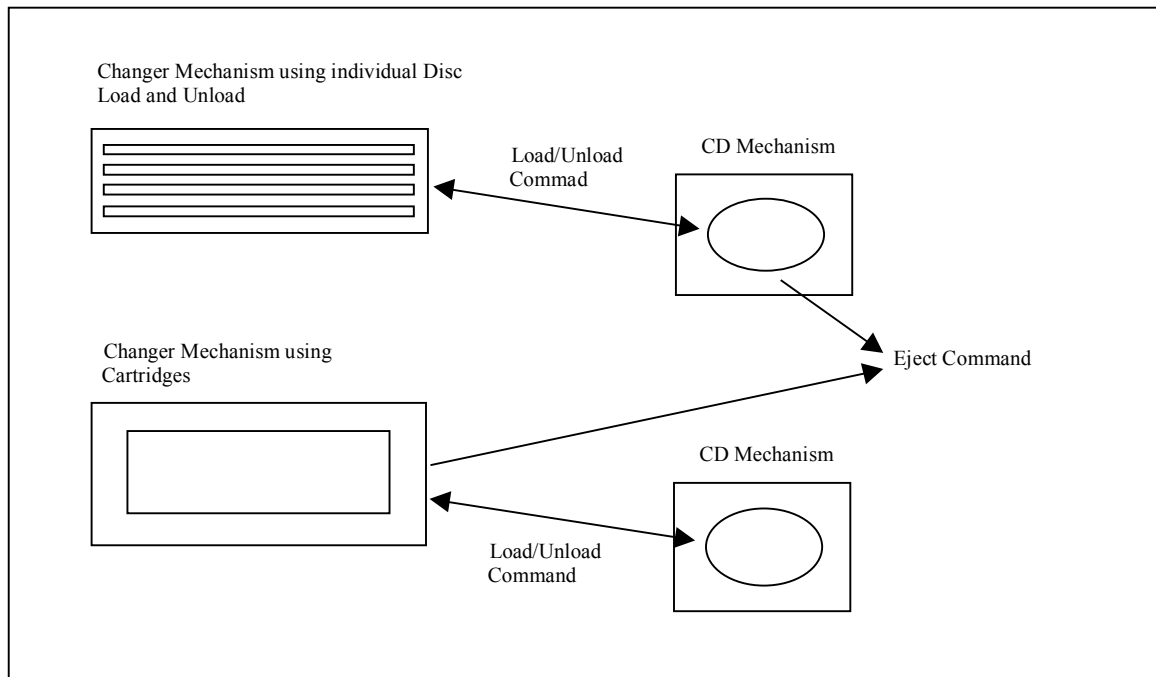 Changer Mechanism using individual Disc
Load and Unload
CD Mechanism
Load/Unload
Commad
Changer Mechanism using
Cartridges
Eject Command
CD Mechanism
Load/Unload
Command